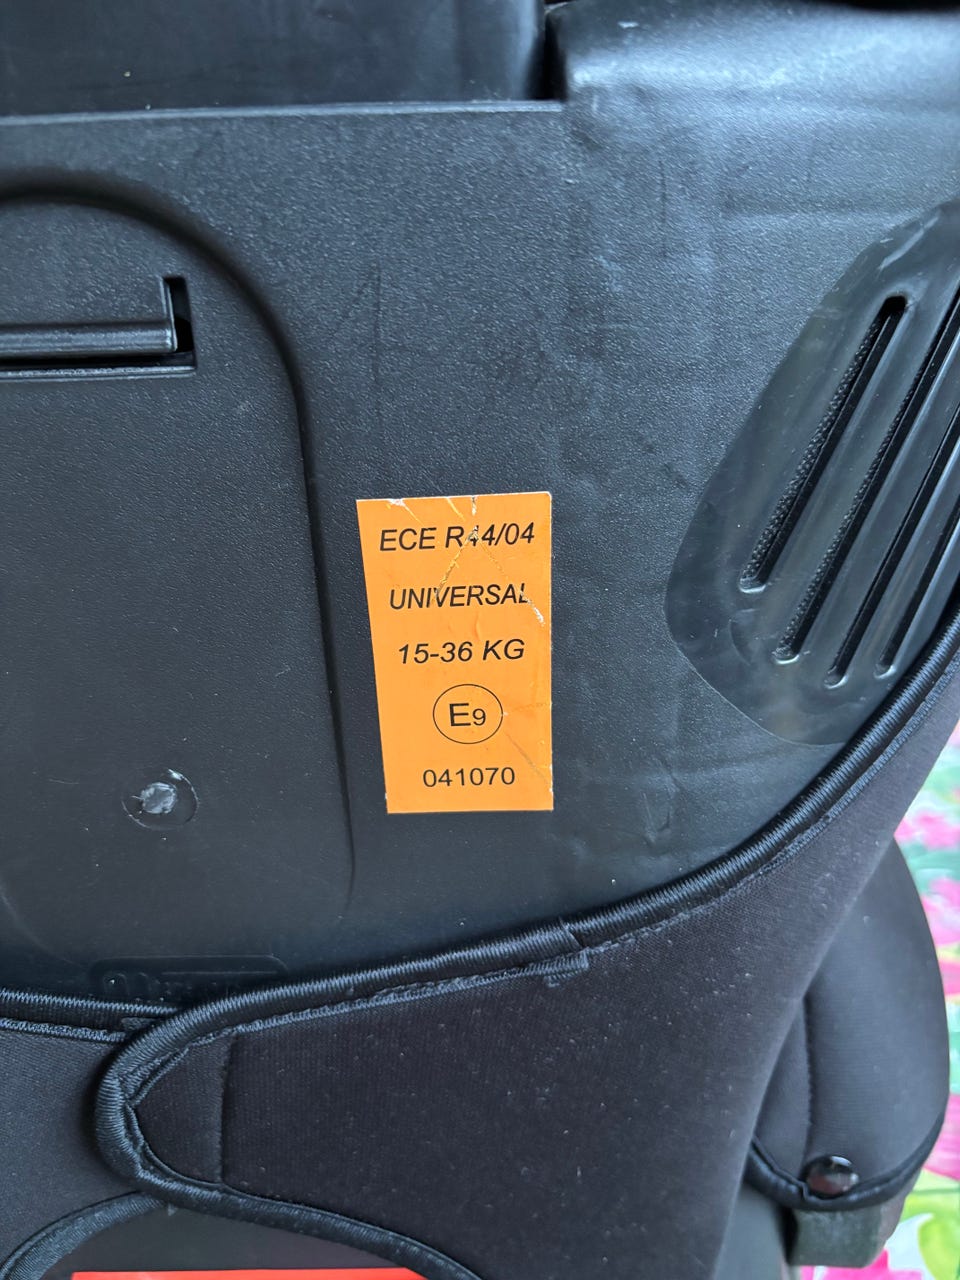 ECE R44/04
UNIVERSAL
15-36 KG
E9
041070